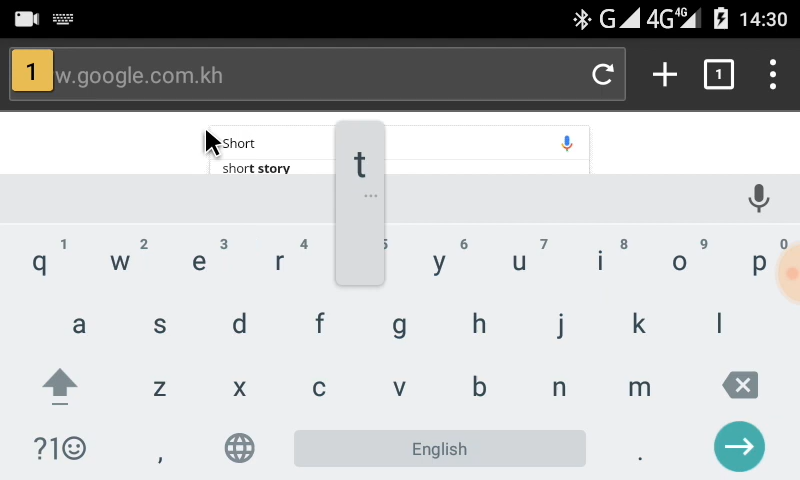 G 4G 4G 14:30
1 w.google.com.kh 1
Short
short story
t
...
1 2 3 4 5 6 7 8 9 0
q w e r y u i o p
a s d f g h j k l
z x c v b n m
?1 , English .